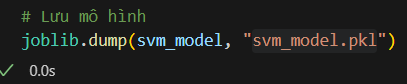 # Lưu mô hình
joblib.dump(svm_model, "svm_model.pkl")
0.0s